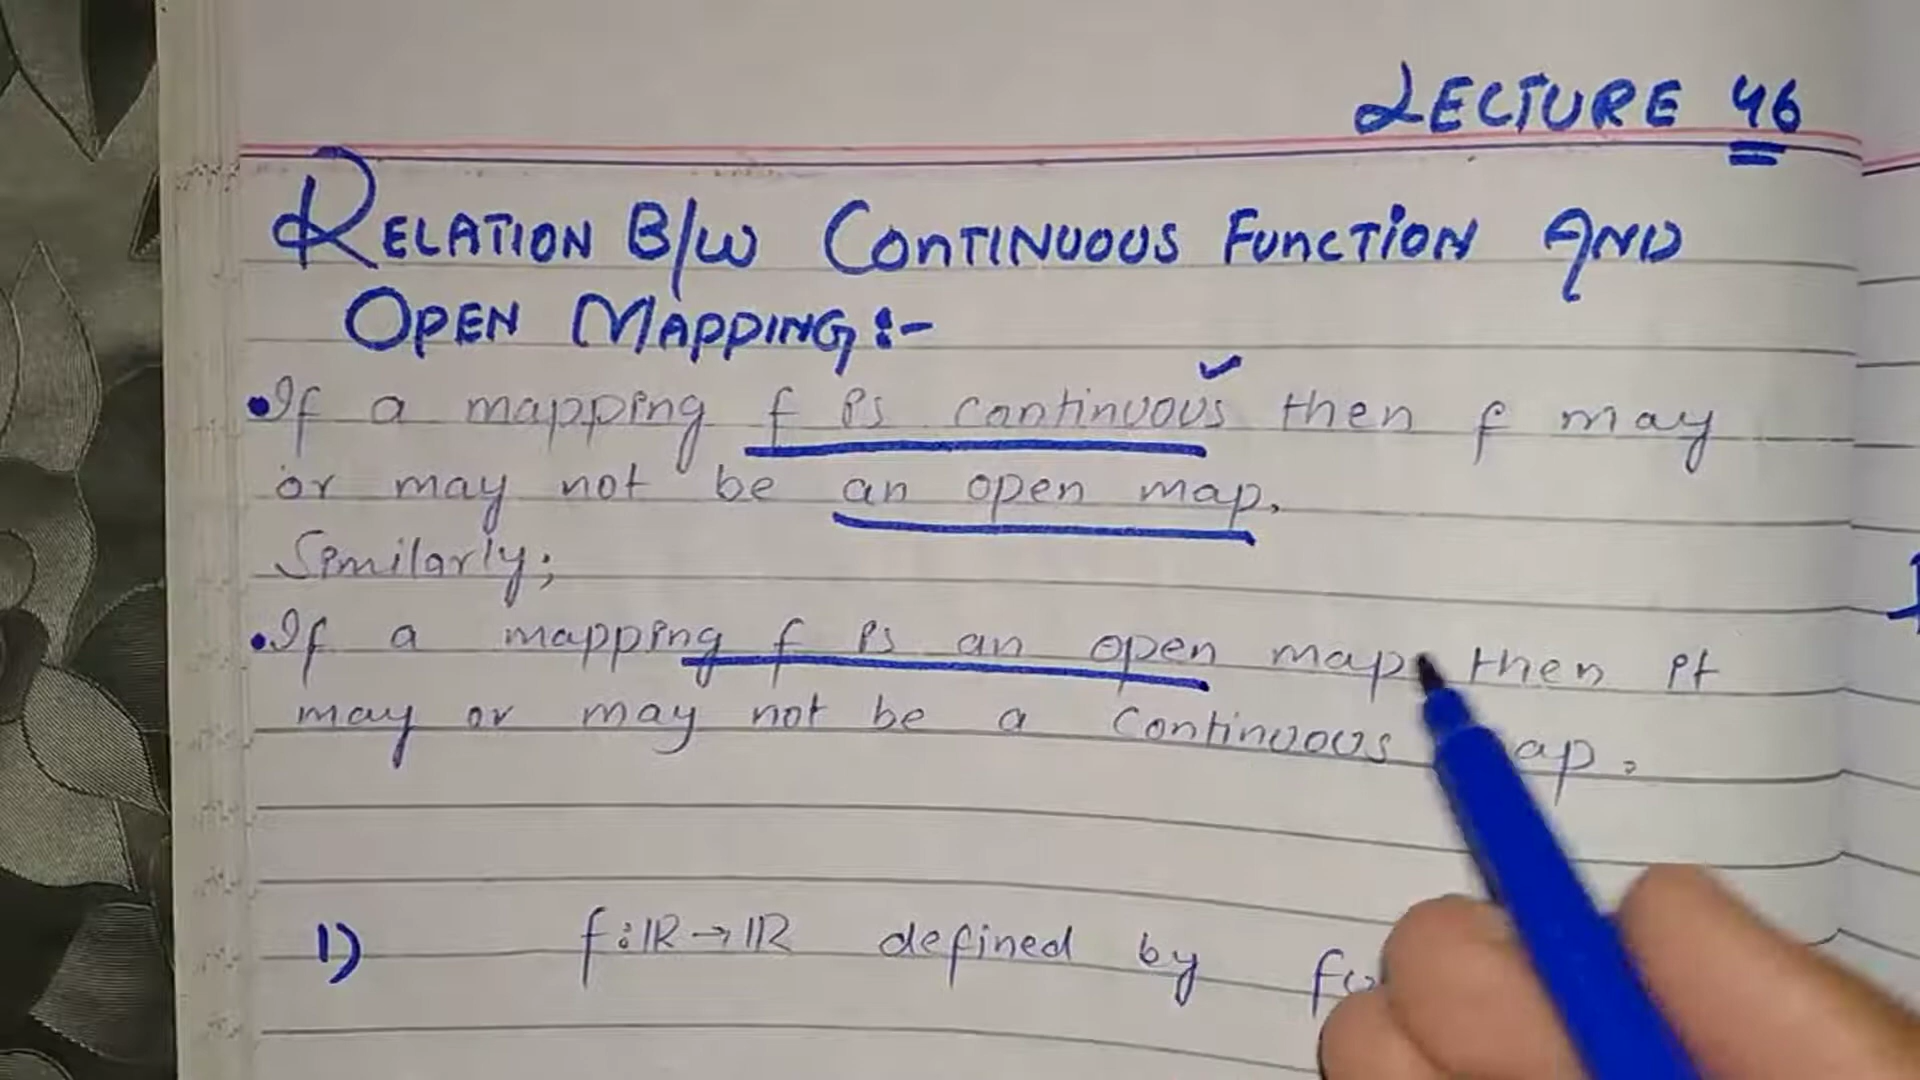 LECTURE 46
RELATION B/W CONTINUOUS FUNCTION AND
OPEN MAPPING:-
•If a mapping f is continuous then f may
or may not be an open map.
Similarly;
•If a mapping f is an open map then it
may or may not be a continuous
1) f:ℝ→ℝ defined by